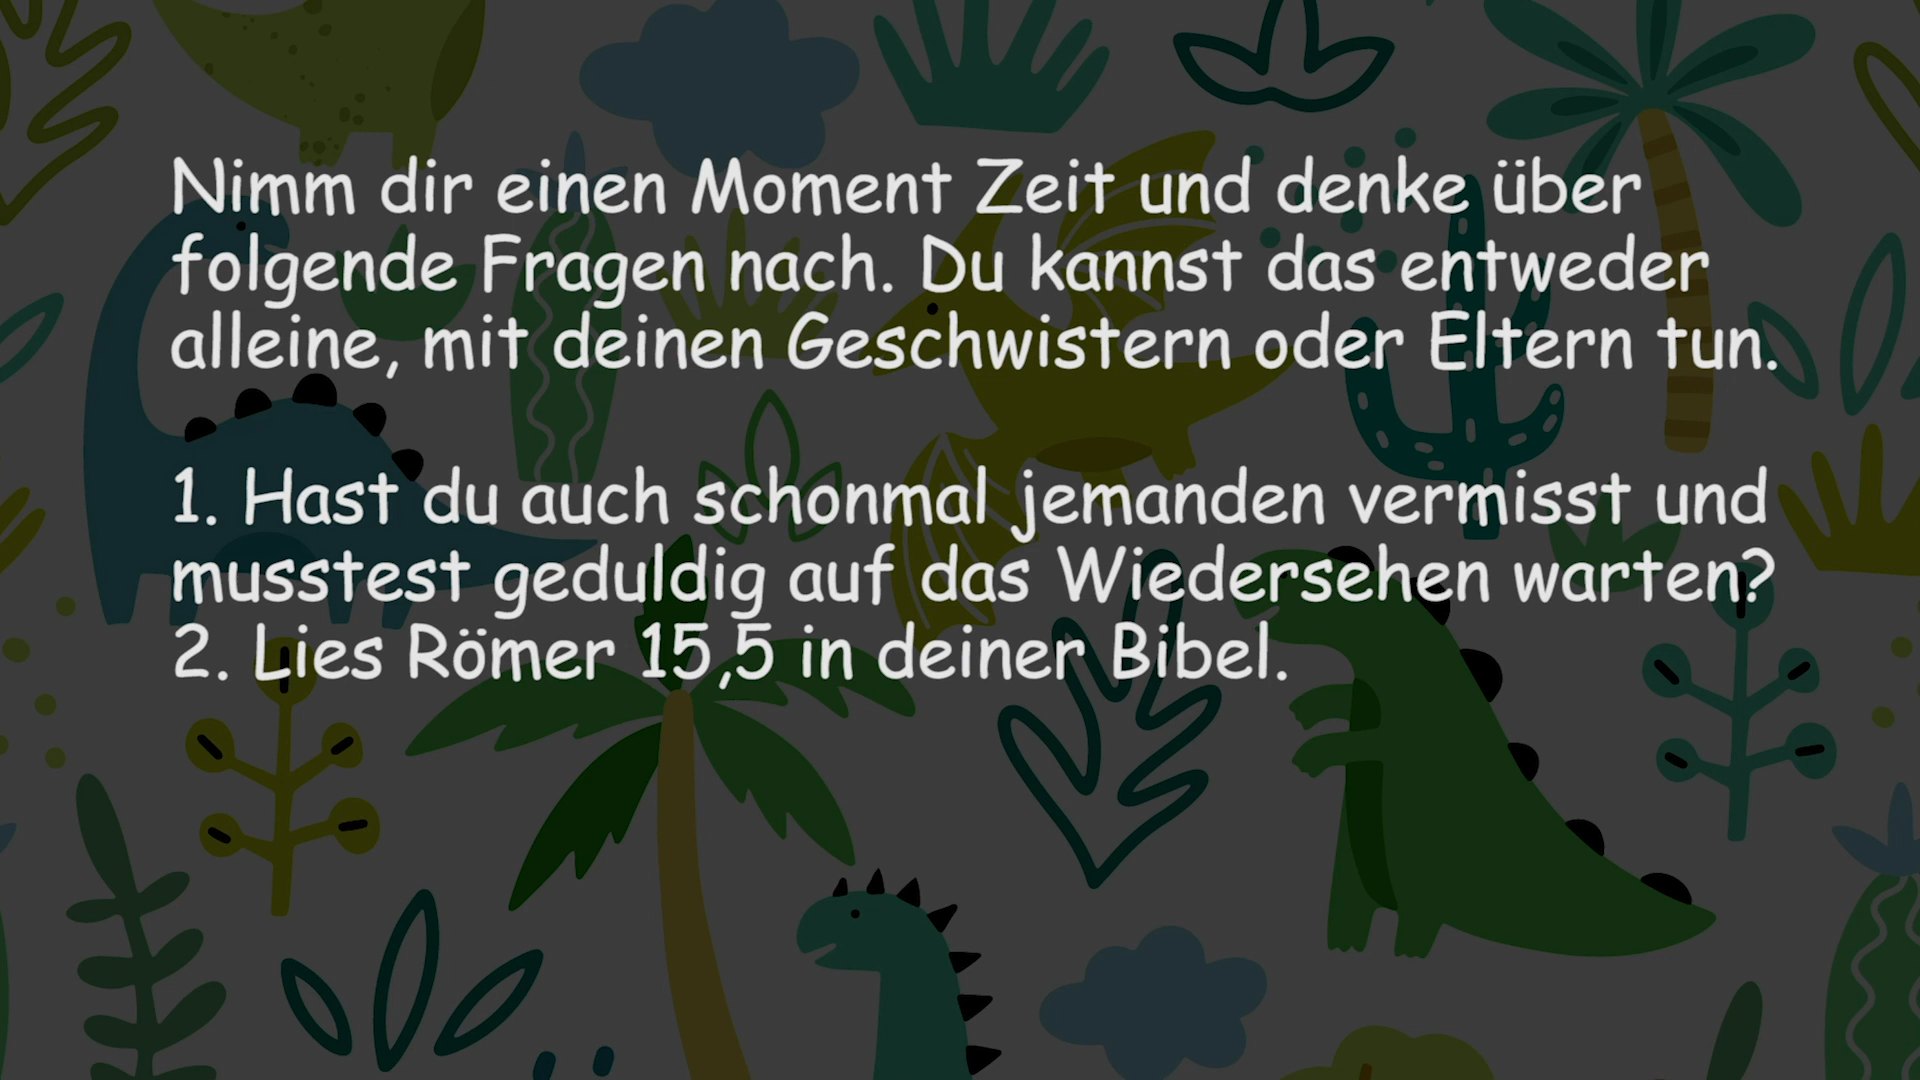 Nimm dir einen Moment Zeit und denke über
folgende Fragen nach. Du kannst das entweder
alleine, mit deinen Geschwistern oder Eltern tun.
1. Hast du auch schonmal jemanden vermisst und
musstest geduldig auf das Wiedersehen warten?
2. Lies Römer 15,5 in deiner Bibel.